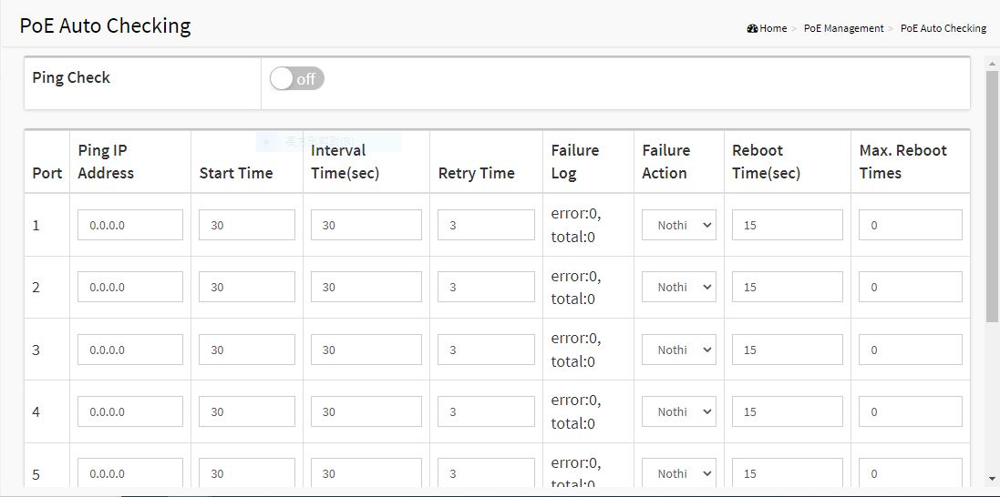 PoE Auto Checking
Home > PoE Management > PoE Auto Checking
Ping Check
off
Port
Ping IP
Address
Start Time
Interval
Time(sec)
Retry Time
Failure
Log
Failure
Action
Reboot
Time(sec)
Max. Reboot
Times
1 0.0.0.0 30 30 3 error:0, Nothi 15 0
total:0
2 0.0.0.0 30 30 3 error:0, Nothi 15 0
total:0
3 0.0.0.0 30 30 3 error:0, Nothi 15 0
total:0
4 0.0.0.0 30 30 3 error:0, Nothi 15 0
total:0
5 0.0.0.0 30 30 3 error:0, Nothi 15 0
total:0